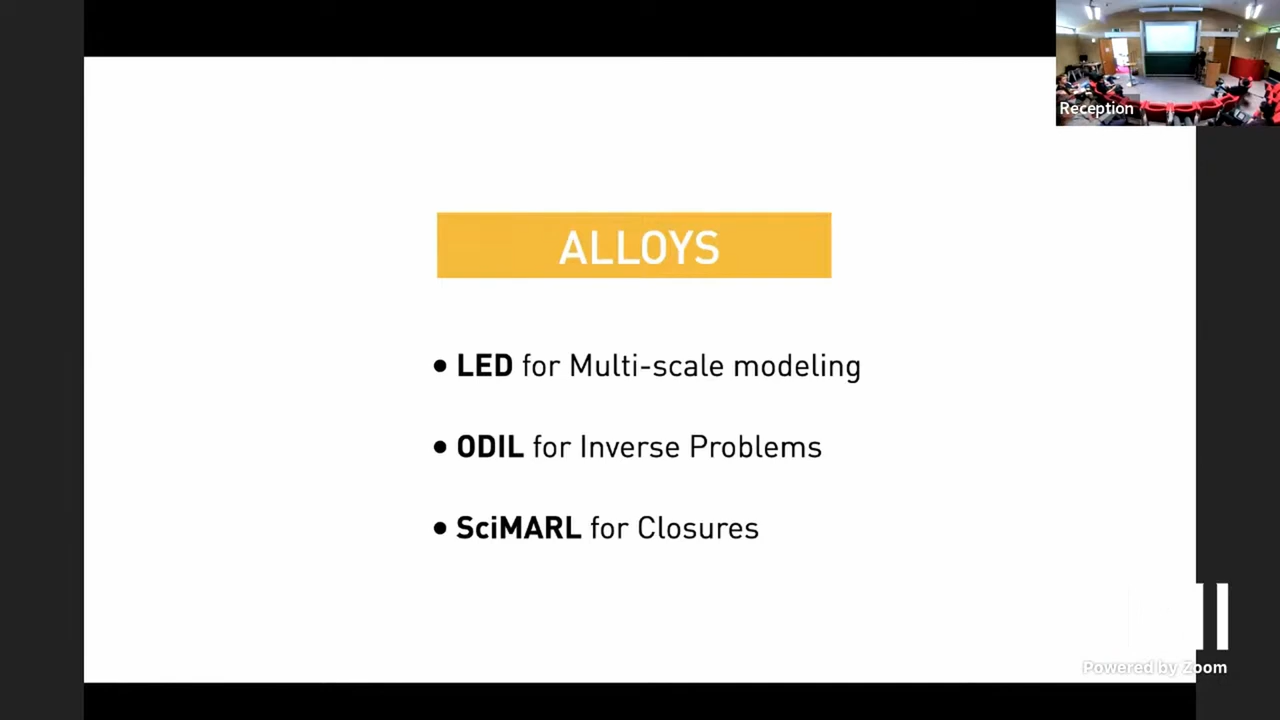 Reception
ALLOYS
• LED for Multi-scale modeling
• ODIL for Inverse Problems
• SciMARL for Closures
Powered by Zoom